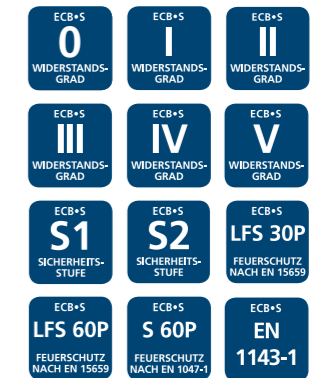 ECB•S
0
WIDERSTANDS-
GRAD
ECB•S
I
WIDERSTANDS-
GRAD
ECB•S
II
WIDERSTANDS-
GRAD
ECB•S
III
WIDERSTANDS-
GRAD
ECB•S
IV
WIDERSTANDS-
GRAD
ECB•S
V
WIDERSTANDS-
GRAD
ECB•S
S1
SICHERHEITS-
STUFE
ECB•S
S2
SICHERHEITS-
STUFE
ECB•S
LFS 30P
FEUERSCHUTZ
NACH EN 15659
ECB•S
LFS 60P
FEUERSCHUTZ
NACH EN 15659
ECB•S
S 60P
FEUERSCHUTZ
NACH EN 1047-1
ECB•S
EN
1143-1